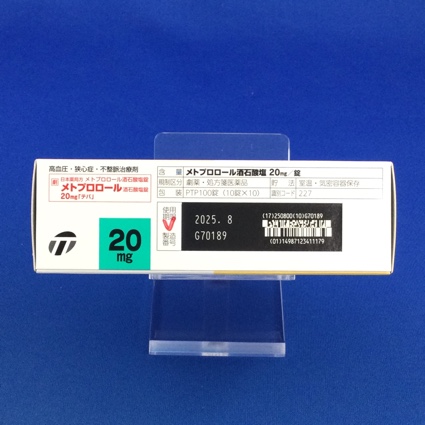 高血圧・狭心症・不整脈治療剤
劇
日本薬局方 メトプロロール酒石酸塩錠
メトプロロール酒石酸塩錠
20mg「テバ」
20
mg
含 量 メトプロロール酒石酸塩 20mg/錠
規制区分 劇薬・処方箋医薬品 貯 法 室温・気密容器保存
包 装 PTP100錠(10錠×10) 識別コード 227
使用
期限
製造
番号
2025. 8
G70189
(17)250800(10)G70189
(01)14987123411179